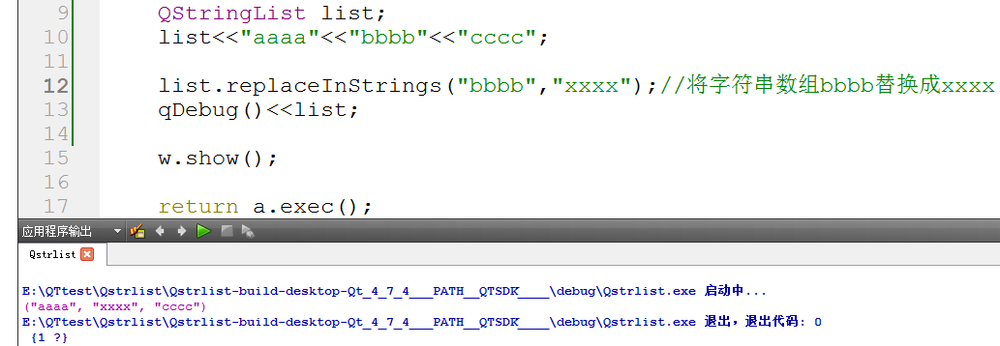 9 QStringList list;
10 list<<"aaaa"<<"bbbb"<<"cccc";
11
12 list.replaceInStrings("bbbb","xxxx");//将字符串数组bbbb替换成xxxx
13 qDebug()<<list;
14
15 w.show();
16
17 return a.exec();
应用程序输出
Qstrlist
E:\QTtest\Qstrlist\Qstrlist-build-desktop-Qt_4_7_4___PATH__QTSDK____\debug\Qstrlist.exe 启动中...
("aaaa", "xxxx", "cccc")
E:\QTtest\Qstrlist\Qstrlist-build-desktop-Qt_4_7_4___PATH__QTSDK____\debug\Qstrlist.exe 退出，退出代码: 0
{1 ?}